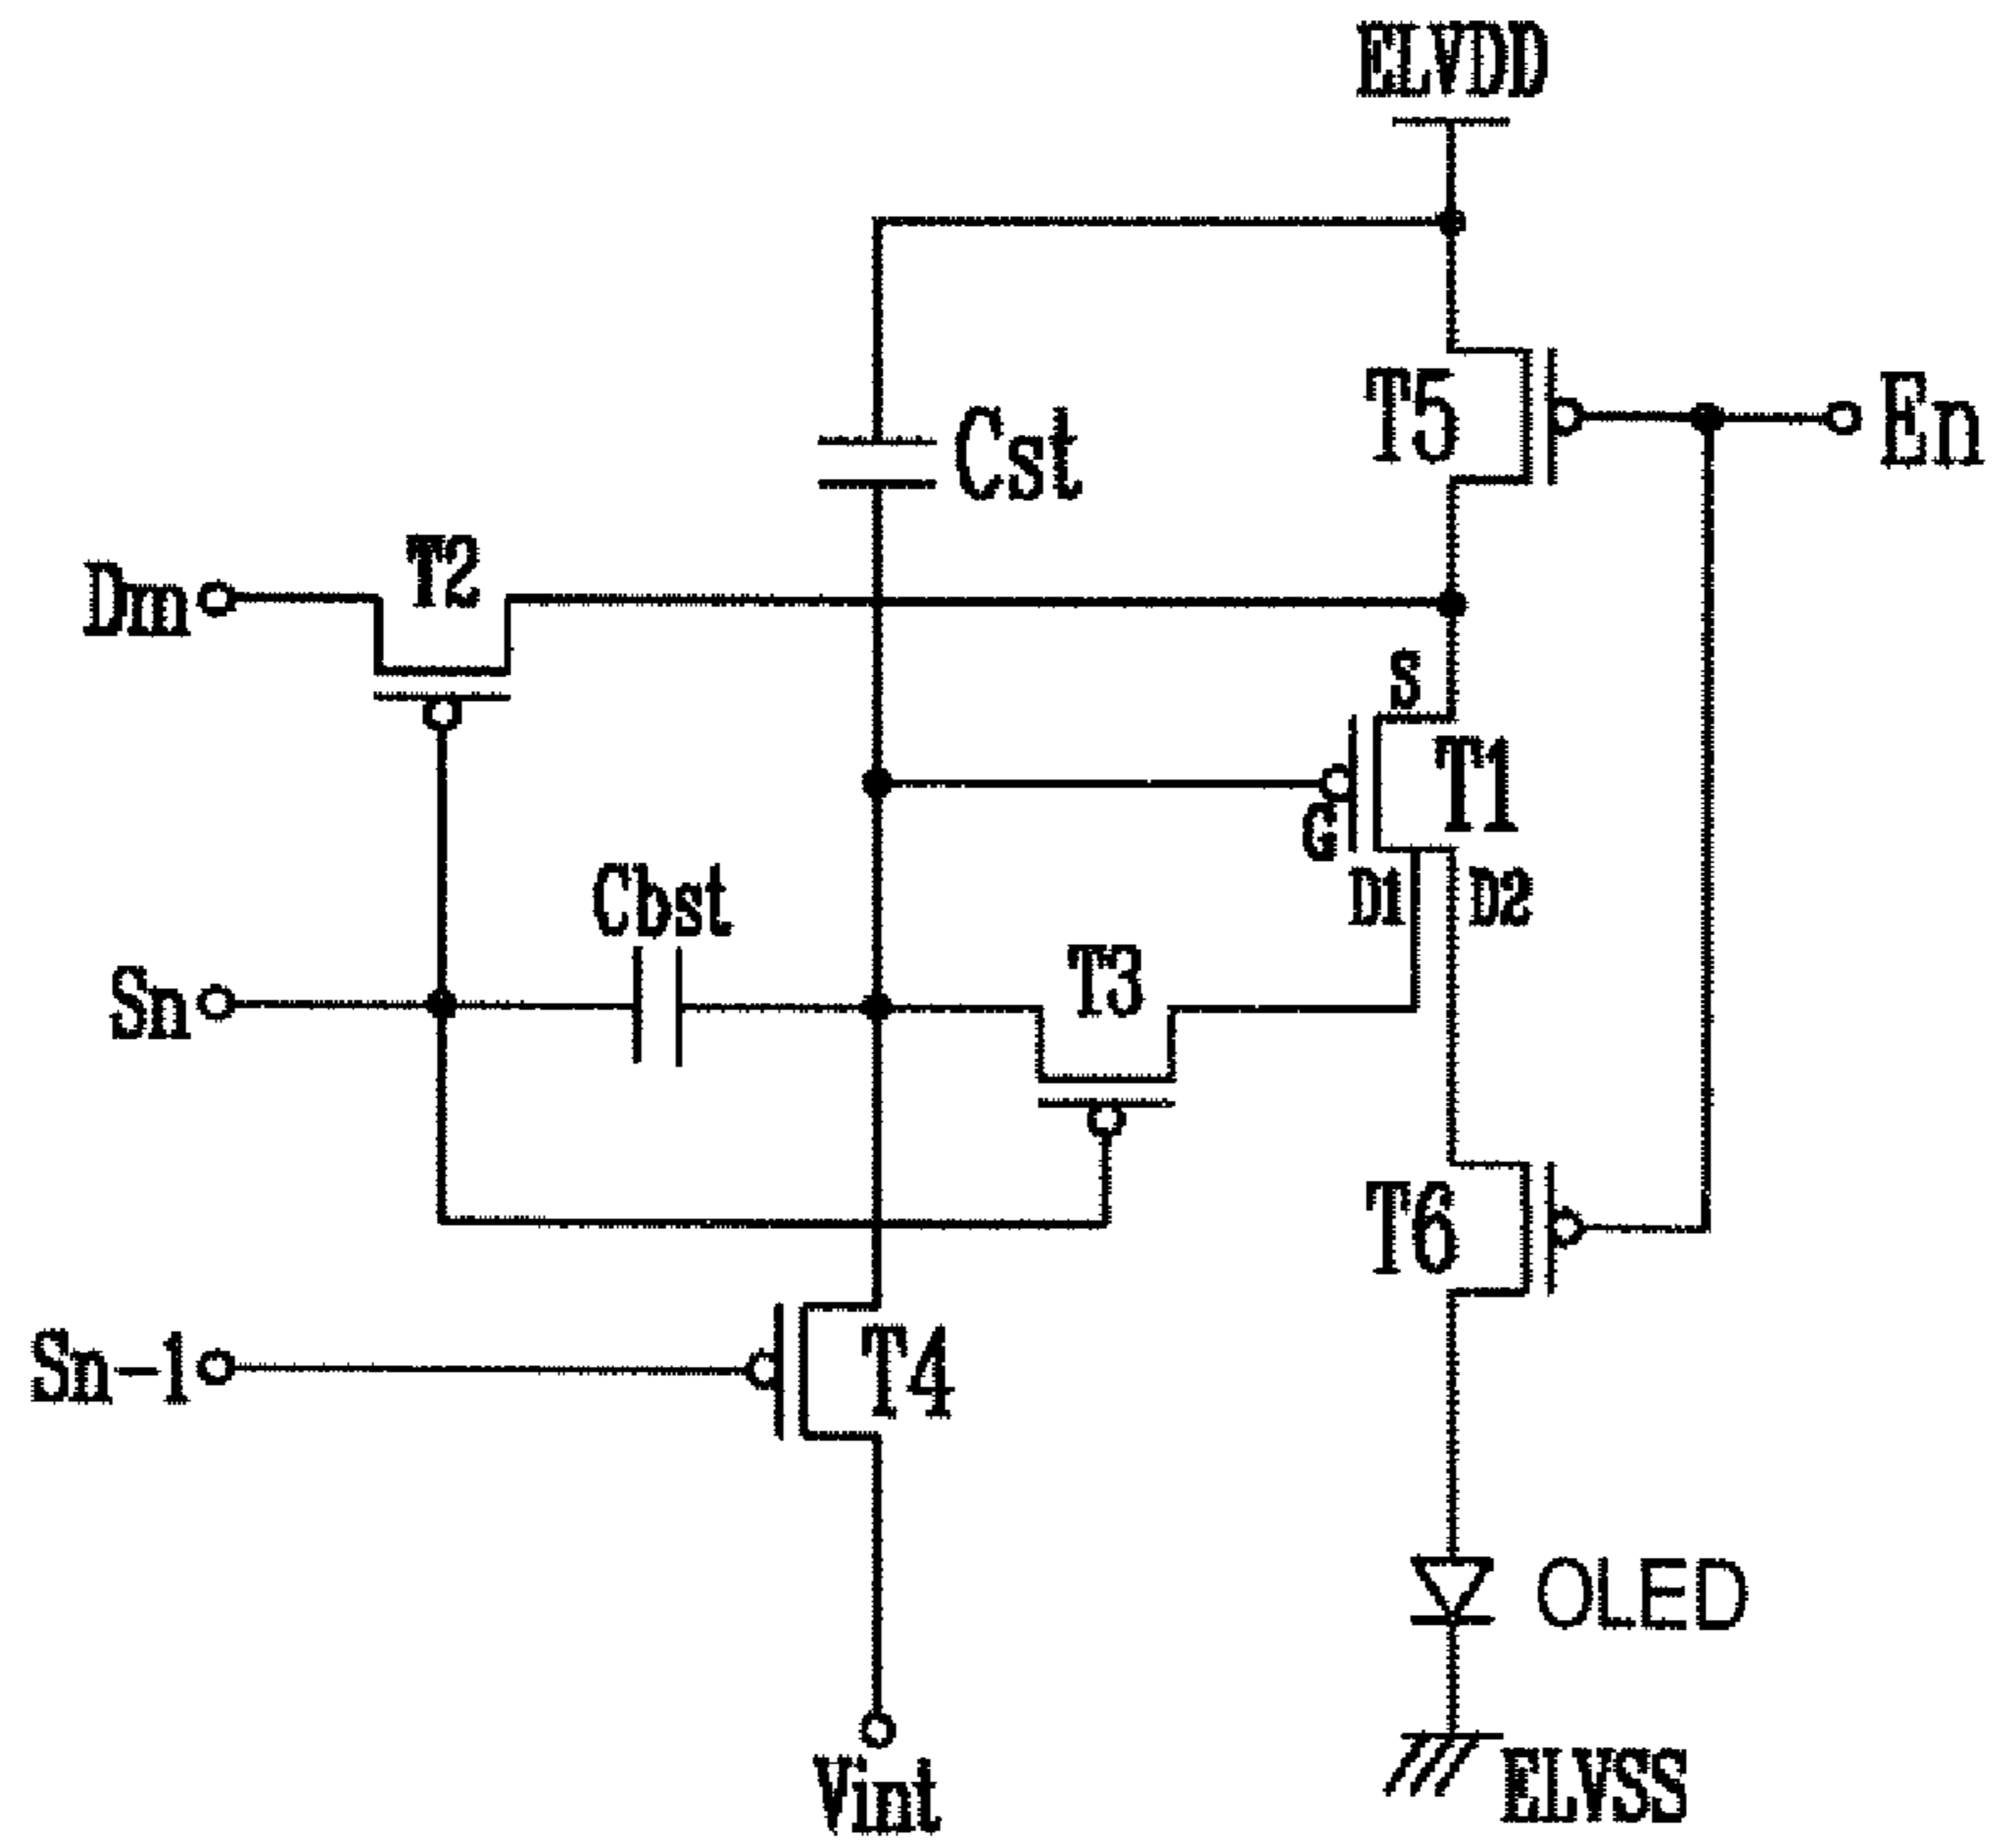 ELVDD
T5
En
Cst
T2
Dm
S
T1
G
D1
D2
Cbst
T3
Sn
T6
T4
Sn-1
OLED
ELVSS
Vint